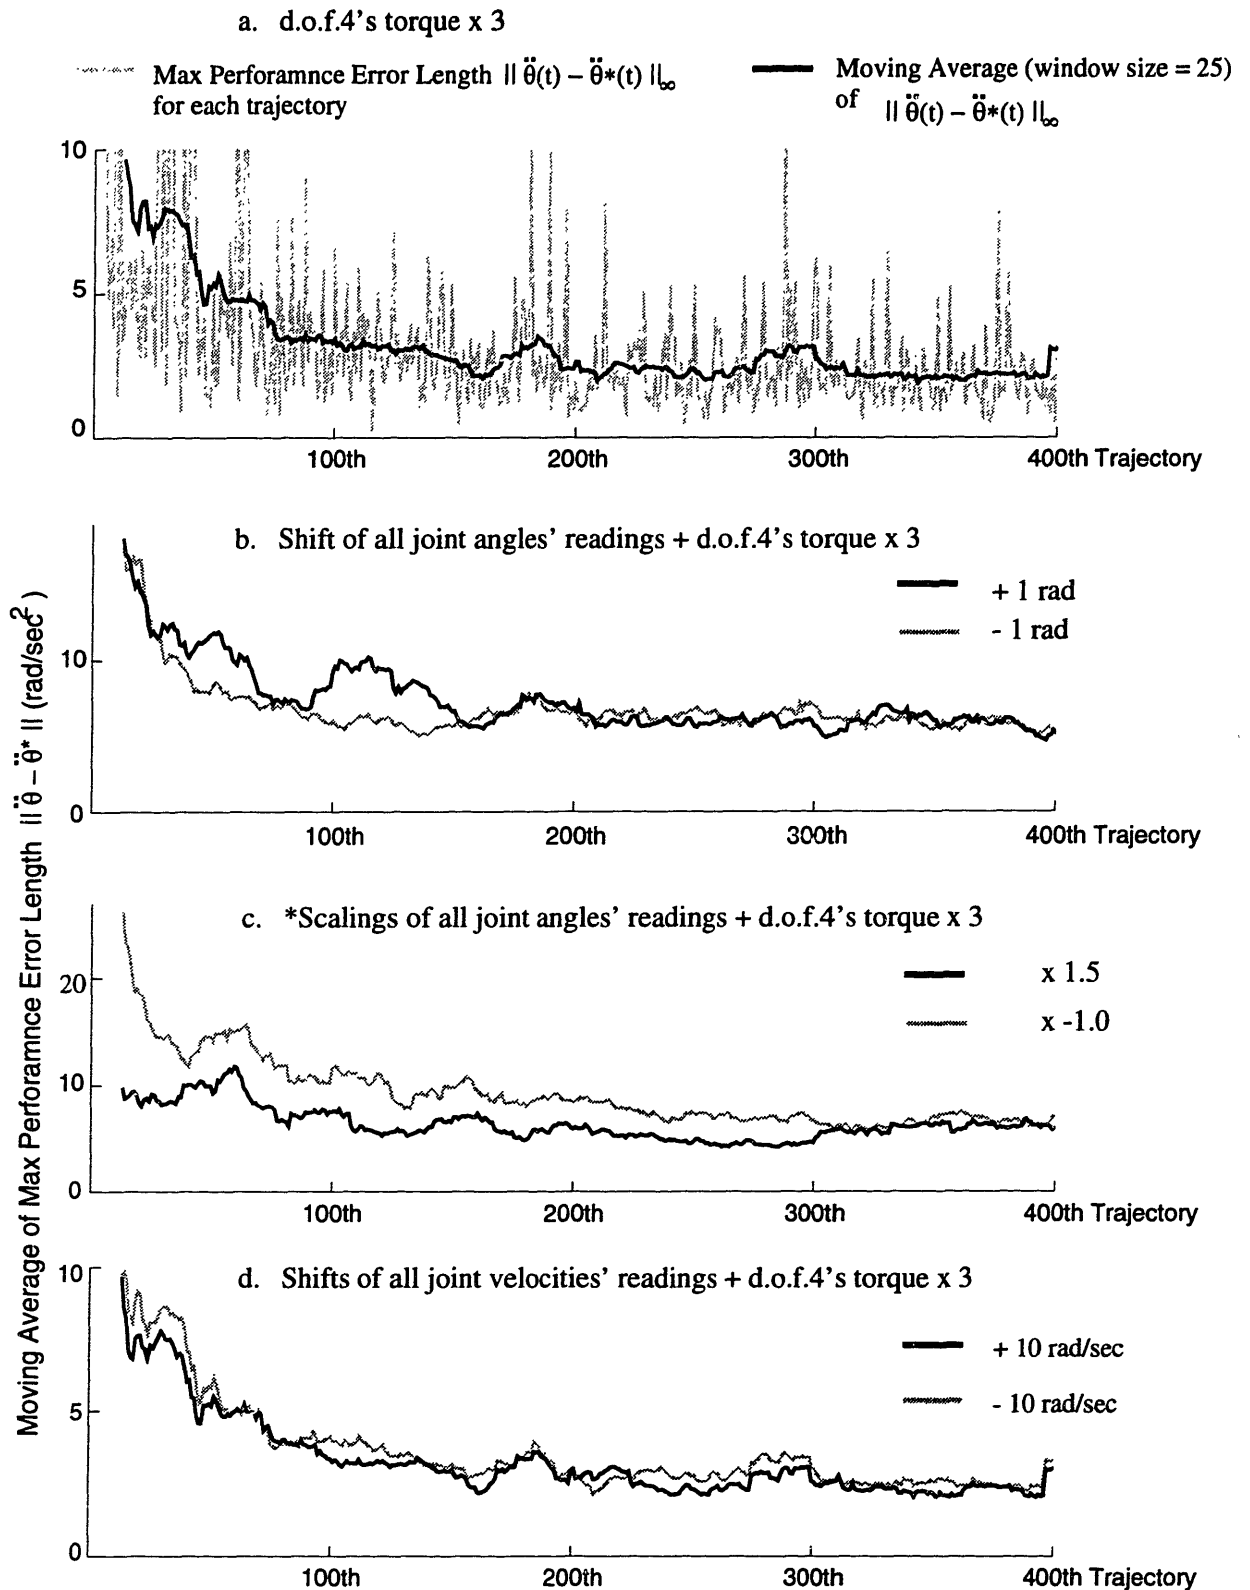 a. d.o.f.4's torque x 3
Max Perforamnce Error Length || θ̈(t) – θ̈*(t) ||∞
for each trajectory
Moving Average (window size = 25)
of || θ̈(t) – θ̈*(t) ||∞
10
5
0
100th
200th
300th
400th Trajectory
Moving Average of Max Perforamnce Error Length || θ̈ – θ̈* || (rad/sec²)
b. Shift of all joint angles' readings + d.o.f.4's torque x 3
+ 1 rad
- 1 rad
10
0
100th
200th
300th
400th Trajectory
c. *Scalings of all joint angles' readings + d.o.f.4's torque x 3
x 1.5
x -1.0
20
10
0
100th
200th
300th
400th Trajectory
d. Shifts of all joint velocities' readings + d.o.f.4's torque x 3
+ 10 rad/sec
- 10 rad/sec
10
5
0
100th
200th
300th
400th Trajectory